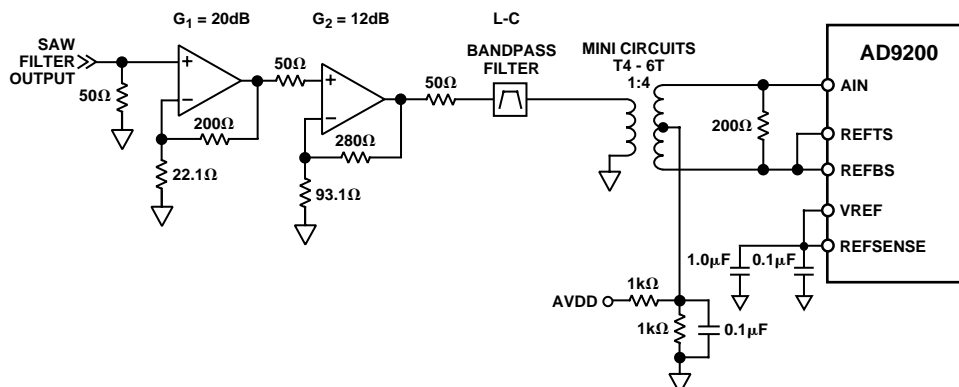 G1 = 20dB
G2 = 12dB
L-C
SAW
FILTER
OUTPUT
50Ω
+
–
200Ω
22.1Ω
50Ω
+
–
280Ω
93.1Ω
50Ω
BANDPASS
FILTER
MINI CIRCUITS
T4 - 6T
1:4
200Ω
AD9200
AIN
REFTS
REFBS
VREF
REFSENSE
1.0µF
0.1µF
AVDD
1kΩ
1kΩ
0.1µF